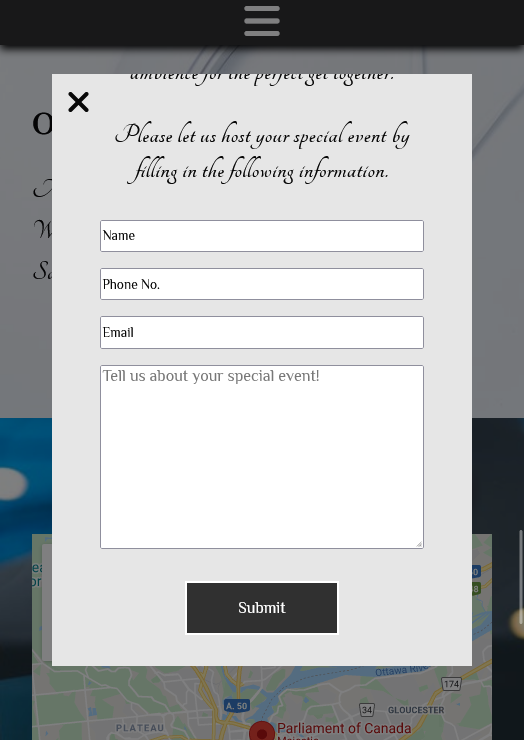 ambience for the perfect get together.
Please let us host your special event by
filling in the following information.
Name
Phone No.
Email
Tell us about your special event!
Submit
Ottawa River
174
34
GLOUCESTER
A. 50
PLATEAU
Parliament of Canada